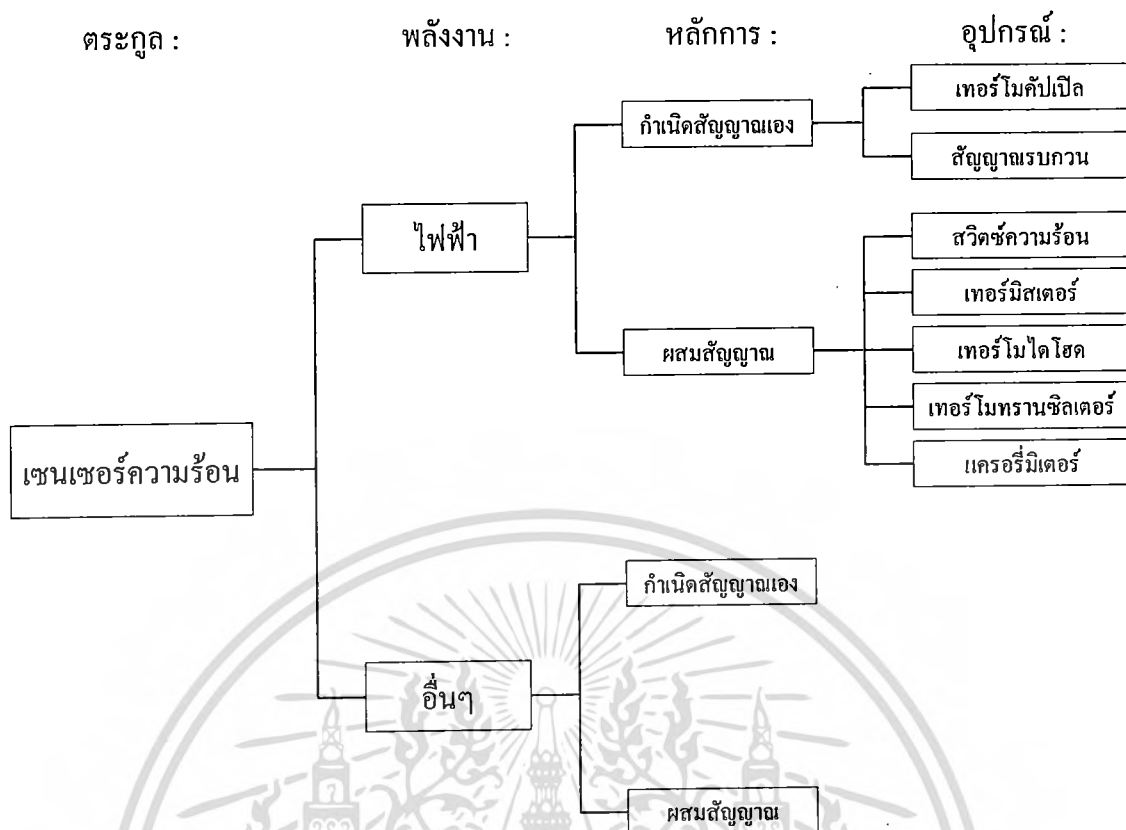 ตระกูล : พลังงาน : หลักการ : อุปกรณ์ :
เทอร์โมคัปเปิล
กำเนิดสัญญาณเอง
สัญญาณรบกวน
ไฟฟ้า
สวิตซ์ความร้อน
เทอร์มิสเตอร์
ผสมสัญญาณ
เทอร์โมไดโฮด
เทอร์โมทรานซิลเตอร์
แครอรี่มิเตอร์
เซนเซอร์ความร้อน
กำเนิดสัญญาณเอง
อื่นๆ
ผสมสัญญาณ